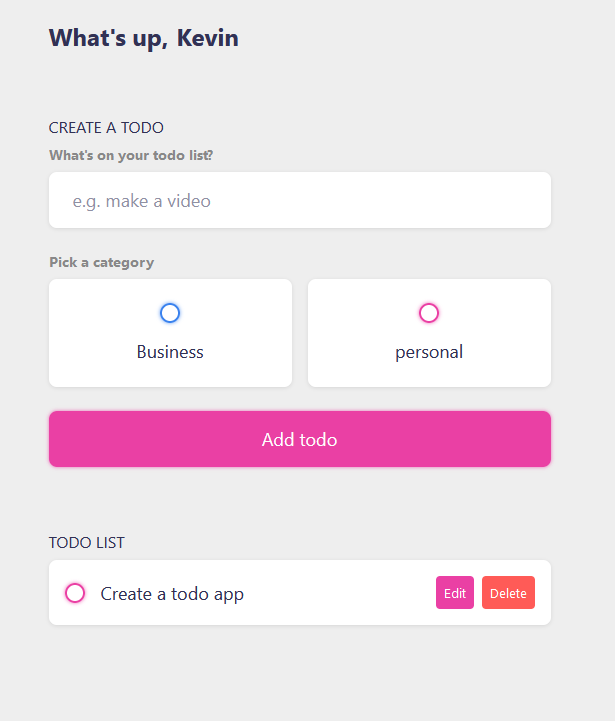 What's up, Kevin
CREATE A TODO
What's on your todo list?
e.g. make a video
Pick a category
Business
personal
Add todo
TODO LIST
Create a todo app
Edit
Delete